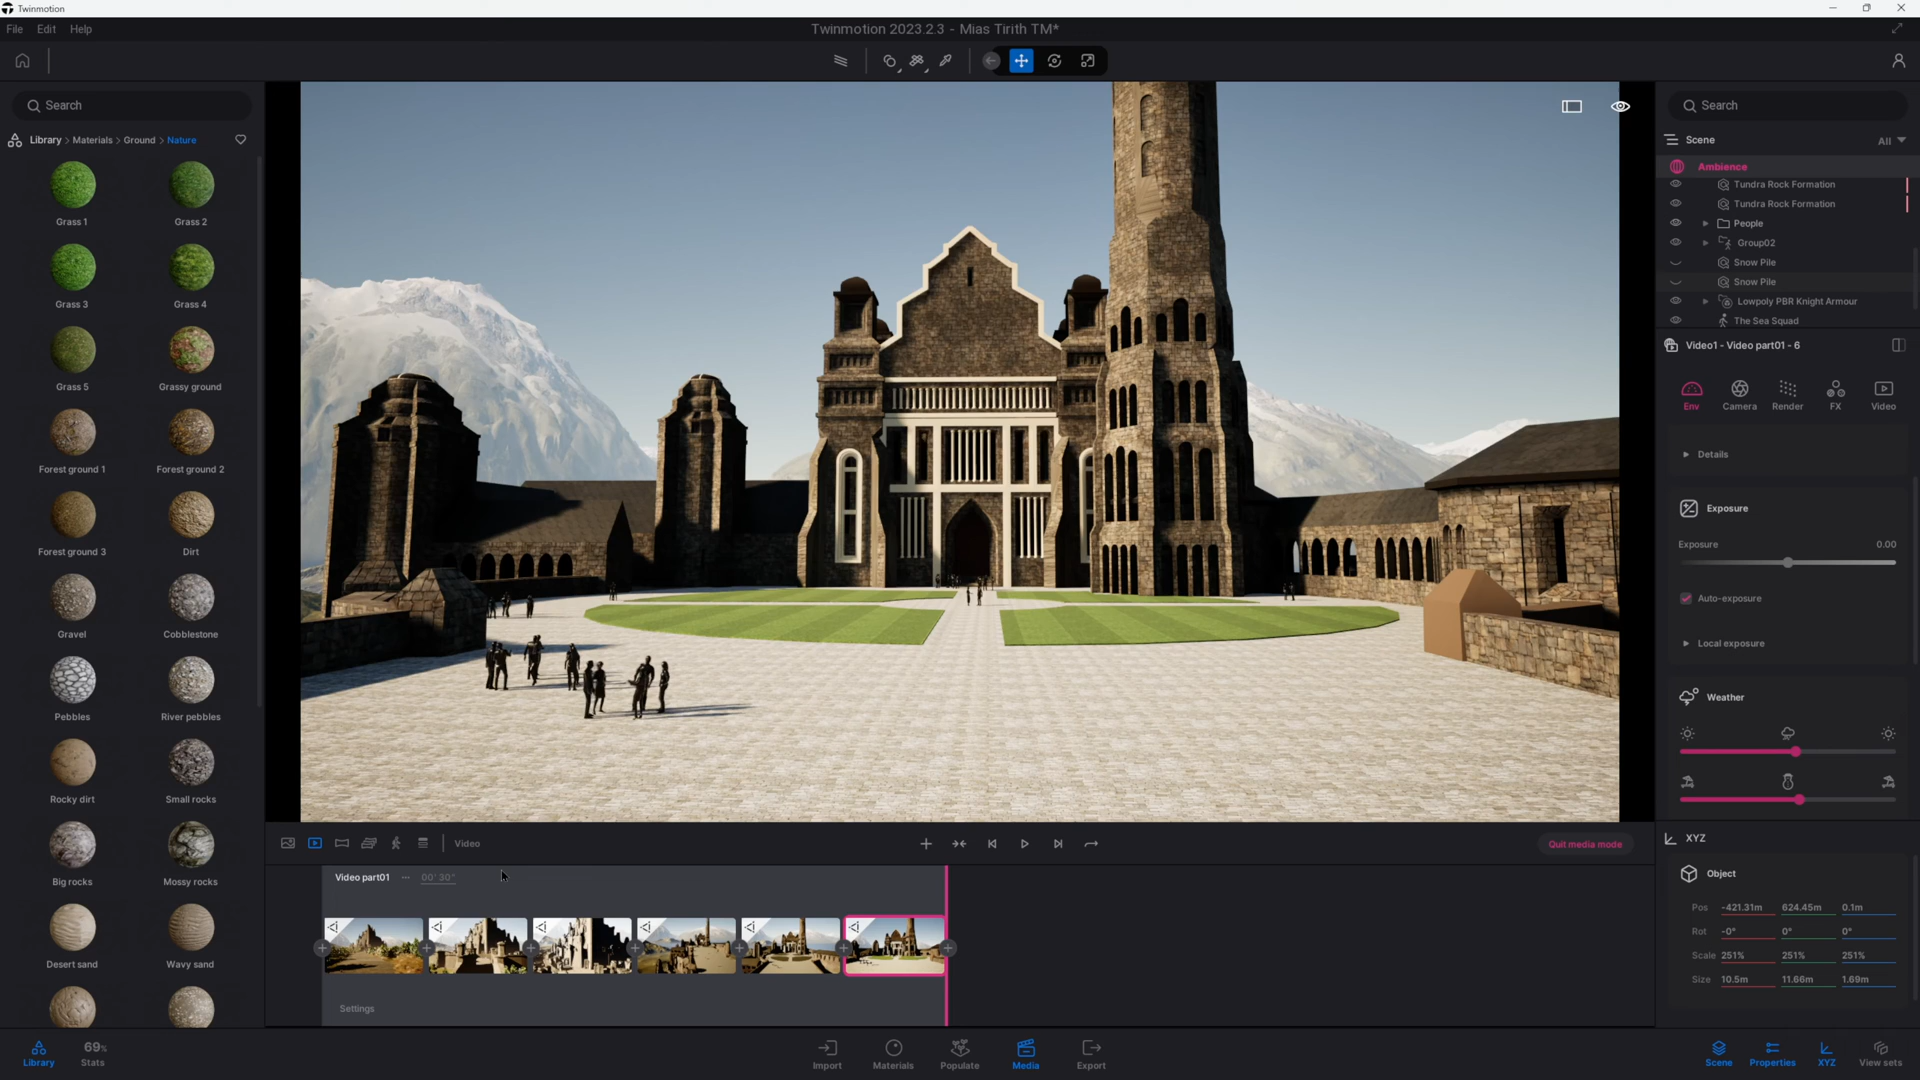 Twinmotion
File Edit Help
Twinmotion 2023.2.3 - Mias Tirith TM*
Search
Library > Materials > Ground > Nature
Grass 1 Grass 2
Grass 3 Grass 4
Grass 5 Grassy ground
Forest ground 1 Forest ground 2
Forest ground 3 Dirt
Gravel Cobblestone
Pebbles River pebbles
Rocky dirt Small rocks
Big rocks Mossy rocks
Desert sand Wavy sand
Search
Scene All
Ambience
Tundra Rock Formation
Tundra Rock Formation
People
Group02
Snow Pile
Snow Pile
Lowpoly PBR Knight Armour
The Sea Squad
Video1 - Video part01 - 6
Env Camera Render FX Video
Details
Exposure
Exposure 0.00
Auto-exposure
Local exposure
Weather
XYZ
Object
Pos -421.31m 624.45m 0.1m
Rot -0° 0° 0°
Scale 251% 251% 251%
Size 10.5m 11.66m 1.69m
Video
Quit media mode
Video part01 ... 00' 30"
Settings
Library
69%
Stats
Import Materials Populate Media Export
Scene Properties XYZ View sets